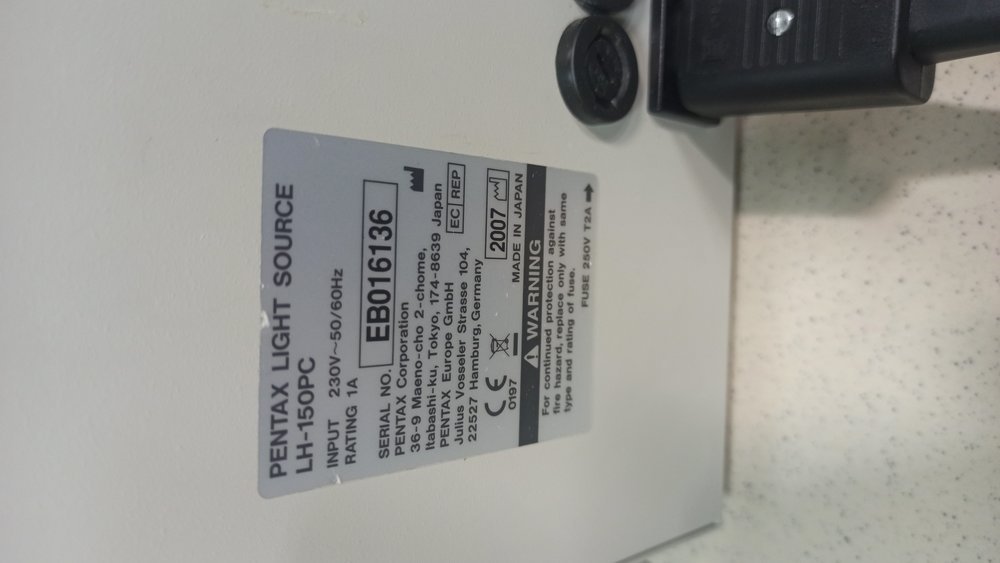 PENTAX LIGHT SOURCE
LH-150PC
INPUT 230V~50/60Hz
RATING 1A
SERIAL NO. EB016136
PENTAX Corporation
36-9 Maeno-cho 2-chome,
Itabashi-ku, Tokyo, 174-8639 Japan
PENTAX Europe GmbH EC REP
Julius Vosseler Strasse 104,
22527 Hamburg, Germany
2007
CE 0197
MADE IN JAPAN
WARNING
For continued protection against
fire hazard, replace only with same
type and rating of fuse.
FUSE 250V T2A